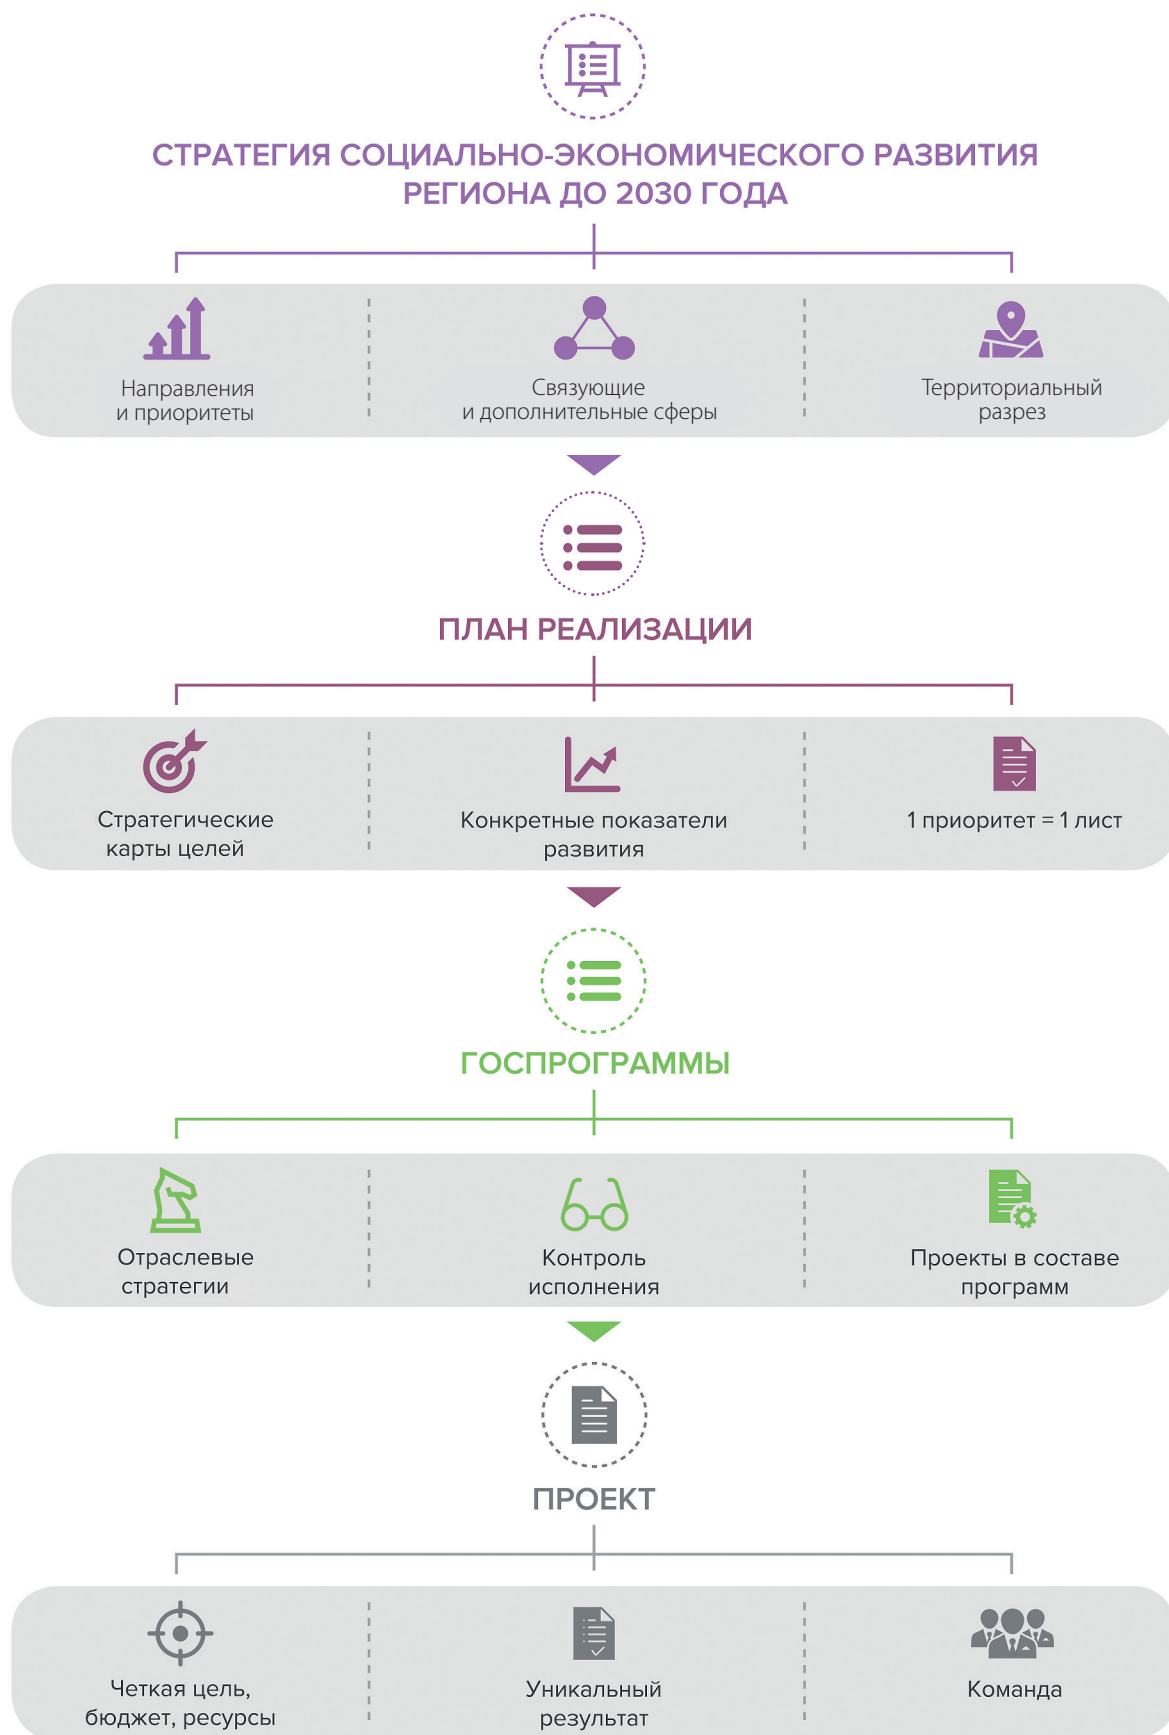 СТРАТЕГИЯ СОЦИАЛЬНО-ЭКОНОМИЧЕСКОГО РАЗВИТИЯ
РЕГИОНА ДО 2030 ГОДА
Направления
и приоритеты
Связующие
и дополнительные сферы
Территориальный
разрез
ПЛАН РЕАЛИЗАЦИИ
Стратегические
карты целей
Конкретные показатели
развития
1 приоритет = 1 лист
ГОСПРОГРАММЫ
Отраслевые
стратегии
Контроль
исполнения
Проекты в составе
программ
ПРОЕКТ
Четкая цель,
бюджет, ресурсы
Уникальный
результат
Команда